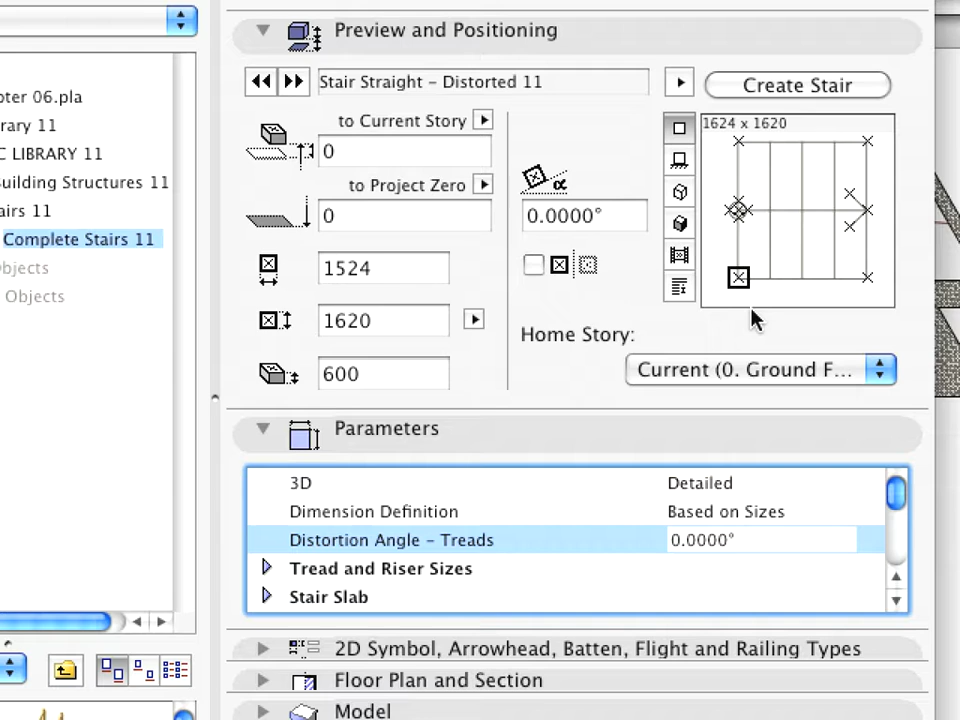 Preview and Positioning
Stair Straight - Distorted 11
Create Stair
pter 06.pla
rary 11
C LIBRARY 11
Building Structures 11
airs 11
Complete Stairs 11
bjects
Objects
to Current Story
0
to Project Zero
0
1524
1620
600
α
0.0000°
1624 x 1620
Home Story:
Current (0. Ground F...
Parameters
3D Detailed
Dimension Definition Based on Sizes
Distortion Angle - Treads 0.0000°
Tread and Riser Sizes
Stair Slab
2D Symbol, Arrowhead, Batten, Flight and Railing Types
Floor Plan and Section
Model